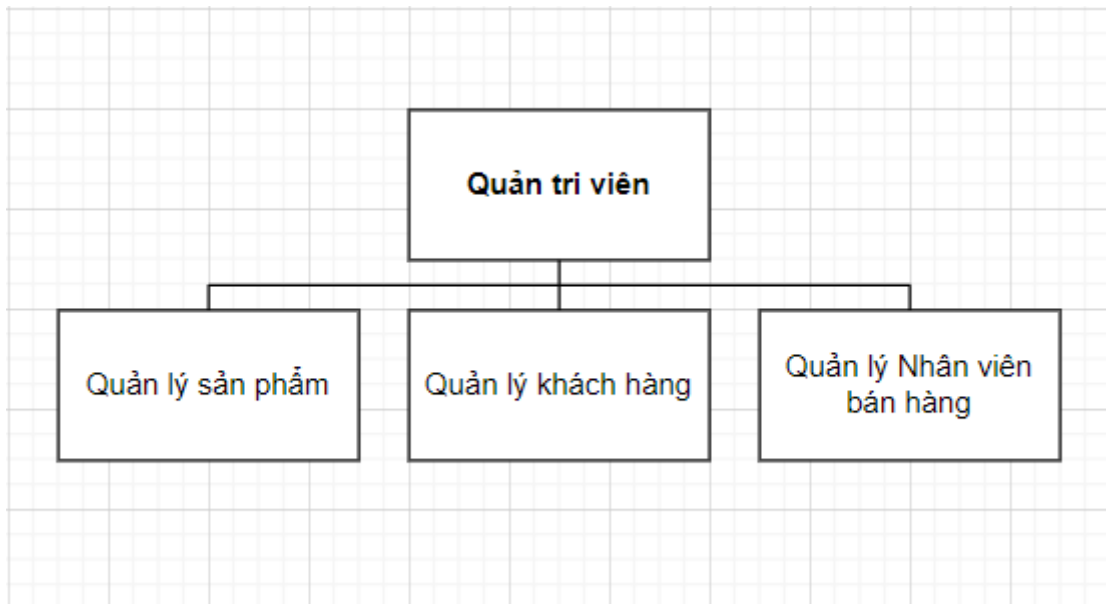 Quản tri viên
Quản lý sản phẩm
Quản lý khách hàng
Quản lý Nhân viên
bán hàng